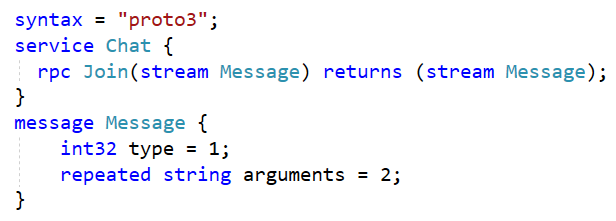 syntax = "proto3";
service Chat {
  rpc Join(stream Message) returns (stream Message);
}
message Message {
    int32 type = 1;
    repeated string arguments = 2;
}